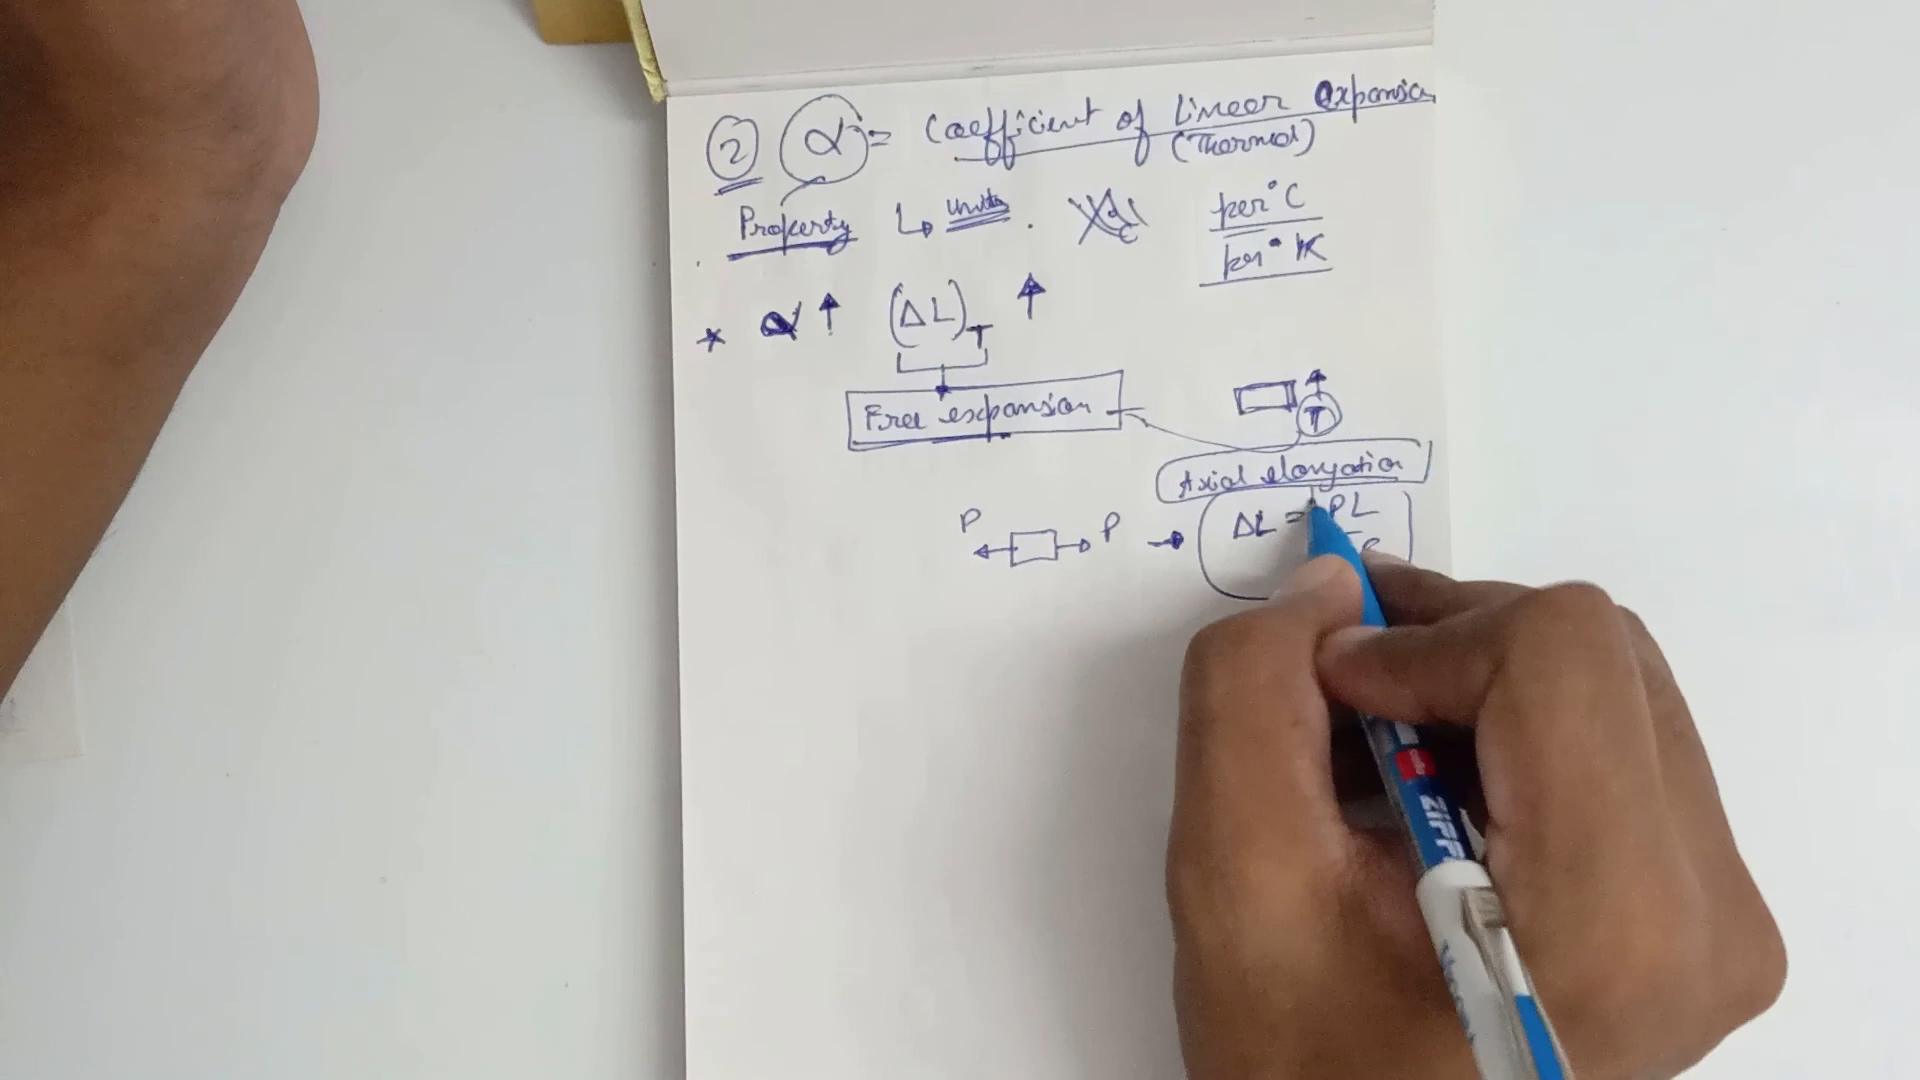 ② α = Coefficient of Linear expansion
(Thermal)
Property ↳ units . per °C
per ° K
* α ↑ (ΔL)T ↑
Free expansion
T ↑
Axial elongation
P ← → P → ΔL = PL